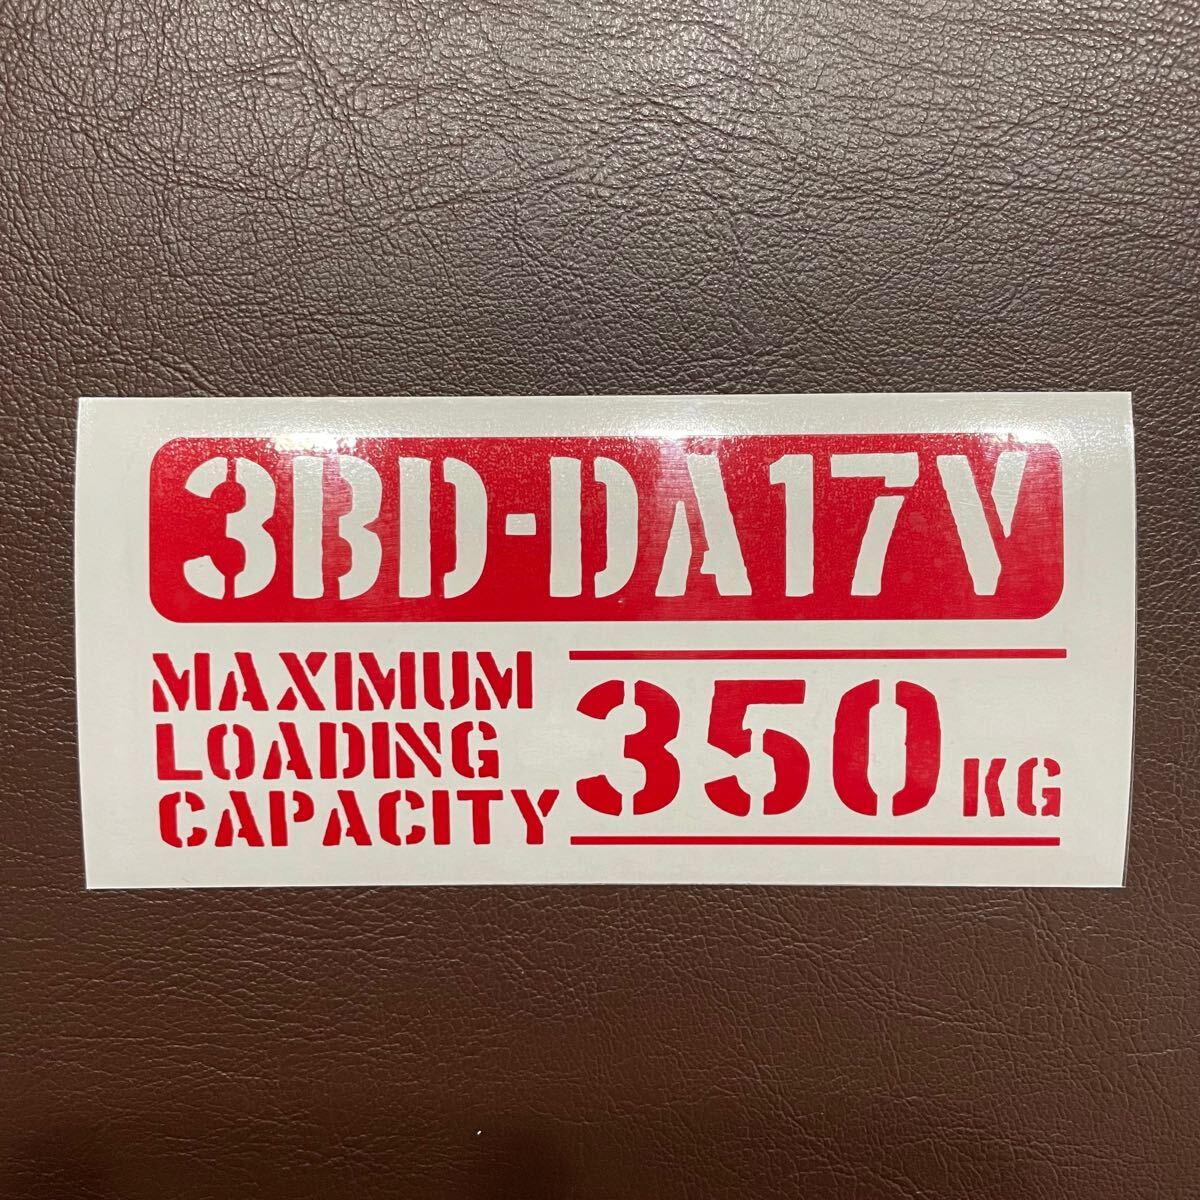 3BD-DA17V
MAXIMUM
LOADING
CAPACITY
350 KG